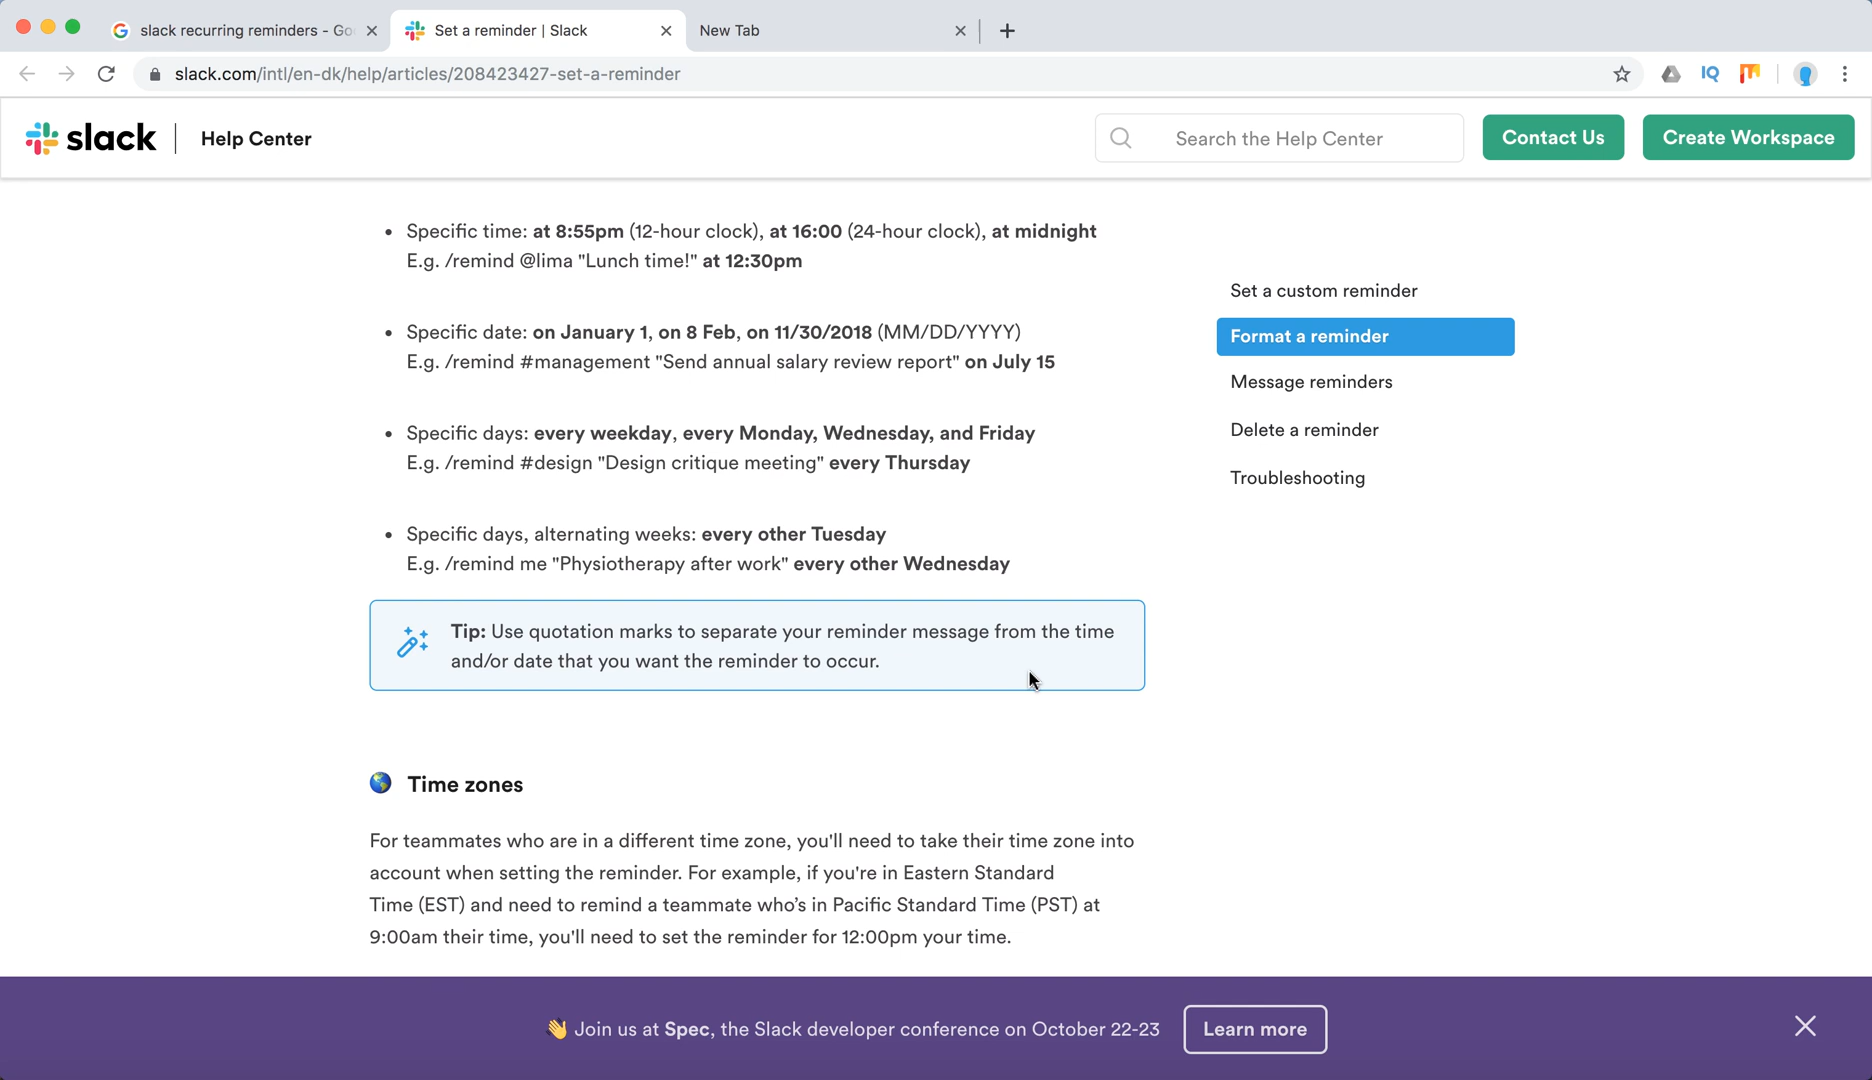 slack recurring reminders - Go
Set a reminder | Slack
New Tab
slack.com/intl/en-dk/help/articles/208423427-set-a-reminder
IQ
slack
Help Center
Search the Help Center
Contact Us
Create Workspace
• Specific time: at 8:55pm (12-hour clock), at 16:00 (24-hour clock), at midnight
E.g. /remind @lima "Lunch time!" at 12:30pm
• Specific date: on January 1, on 8 Feb, on 11/30/2018 (MM/DD/YYYY)
E.g. /remind #management "Send annual salary review report" on July 15
• Specific days: every weekday, every Monday, Wednesday, and Friday
E.g. /remind #design "Design critique meeting" every Thursday
• Specific days, alternating weeks: every other Tuesday
E.g. /remind me "Physiotherapy after work" every other Wednesday
Tip: Use quotation marks to separate your reminder message from the time
and/or date that you want the reminder to occur.
Time zones
For teammates who are in a different time zone, you'll need to take their time zone into
account when setting the reminder. For example, if you're in Eastern Standard
Time (EST) and need to remind a teammate who's in Pacific Standard Time (PST) at
9:00am their time, you'll need to set the reminder for 12:00pm your time.
Set a custom reminder
Format a reminder
Message reminders
Delete a reminder
Troubleshooting
👋 Join us at Spec, the Slack developer conference on October 22-23
Learn more